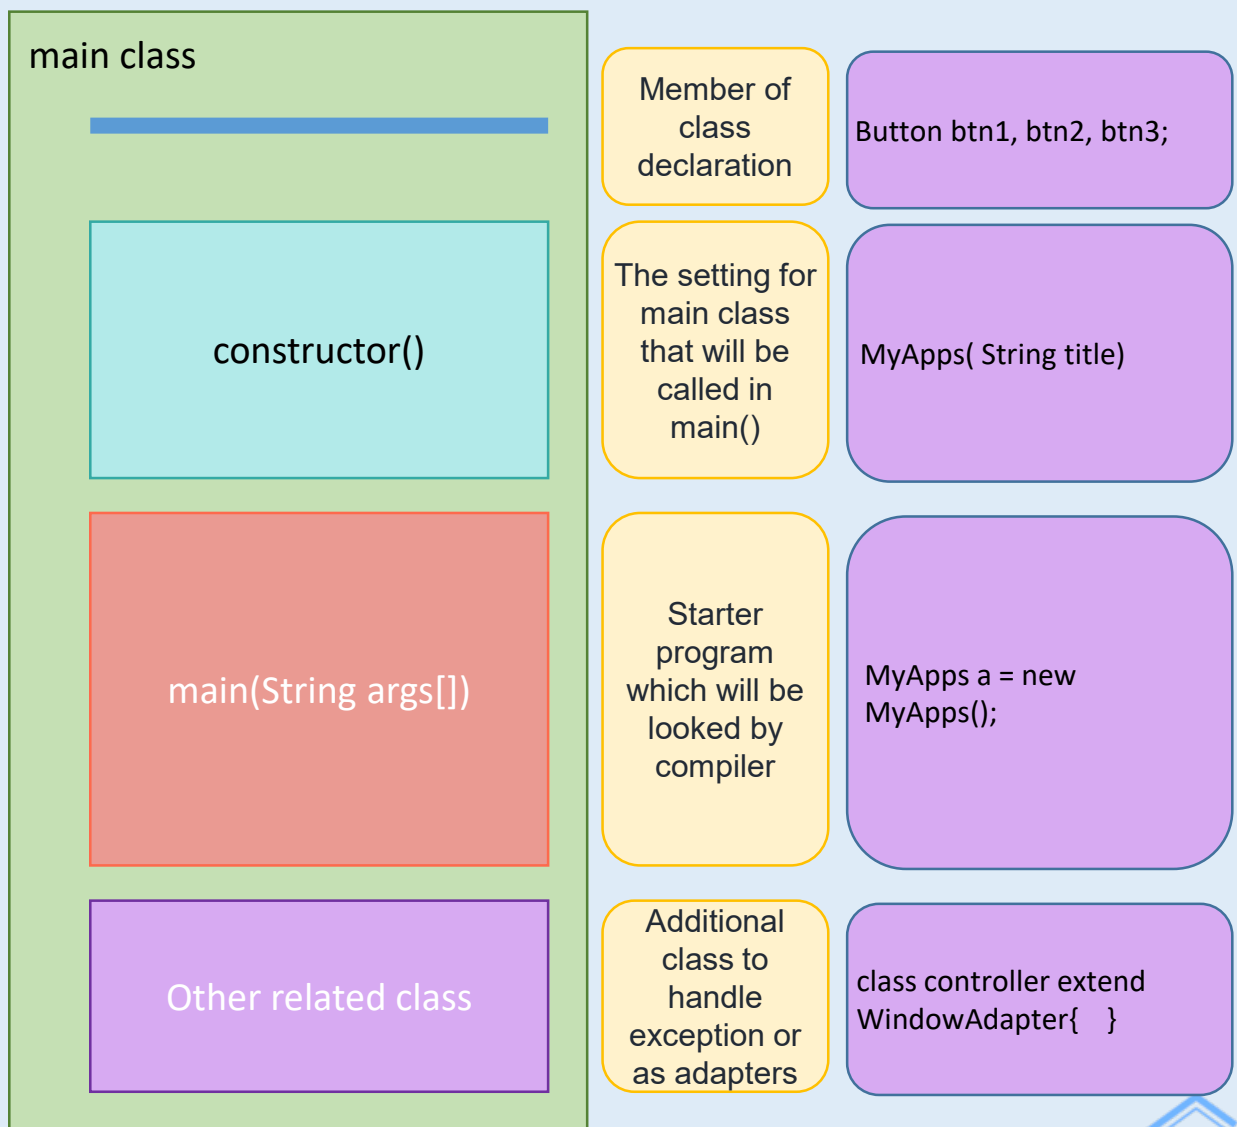 main class
Member of
class
declaration
Button btn1, btn2, btn3;
constructor()
The setting for
main class
that will be
called in
main()
MyApps( String title)
main(String args[])
Starter
program
which will be
looked by
compiler
MyApps a = new
MyApps();
Other related class
Additional
class to
handle
exception or
as adapters
class controller extend
WindowAdapter{    }